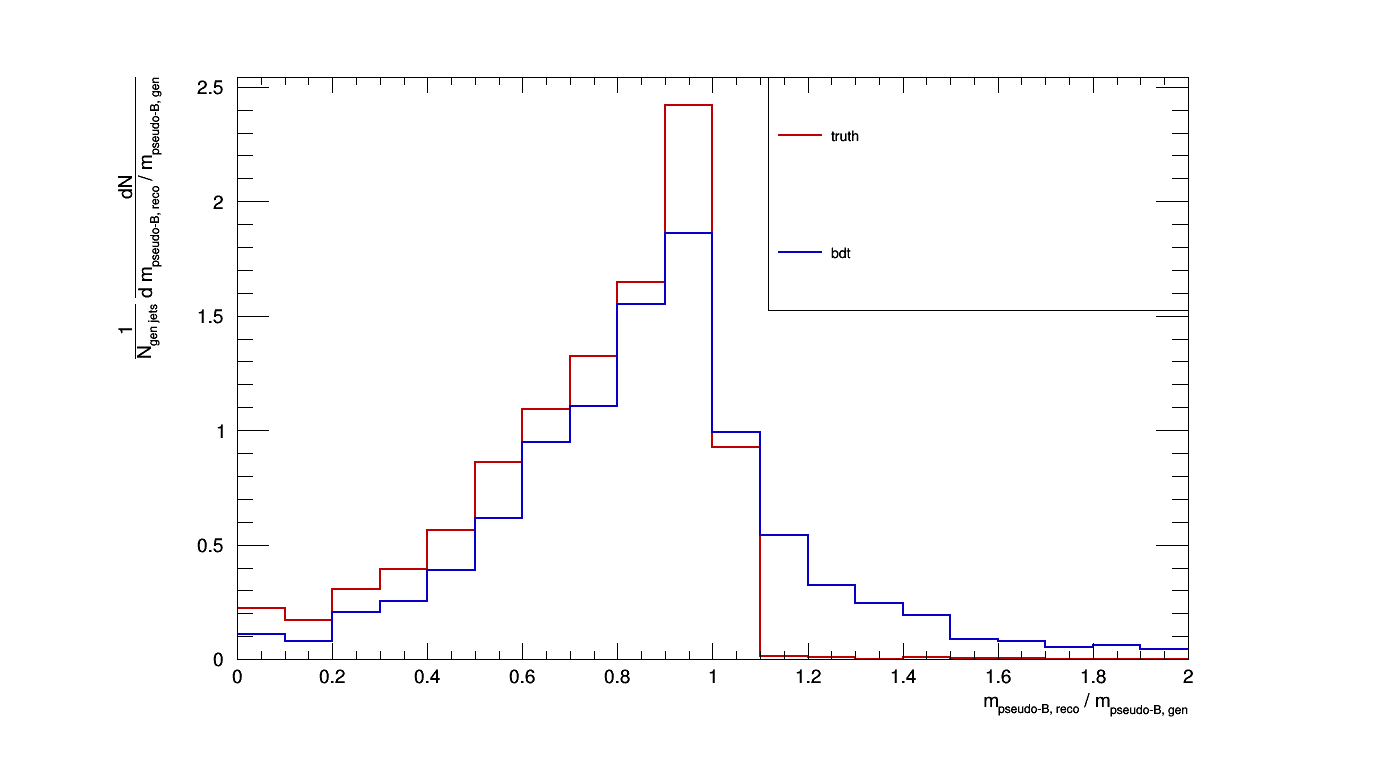 1
N_gen jets
dN
d m_pseudo-B, reco / m_pseudo-B, gen
2.5
2
1.5
1
0.5
0
truth
bdt
0 0.2 0.4 0.6 0.8 1 1.2 1.4 1.6 1.8 2
m_pseudo-B, reco / m_pseudo-B, gen